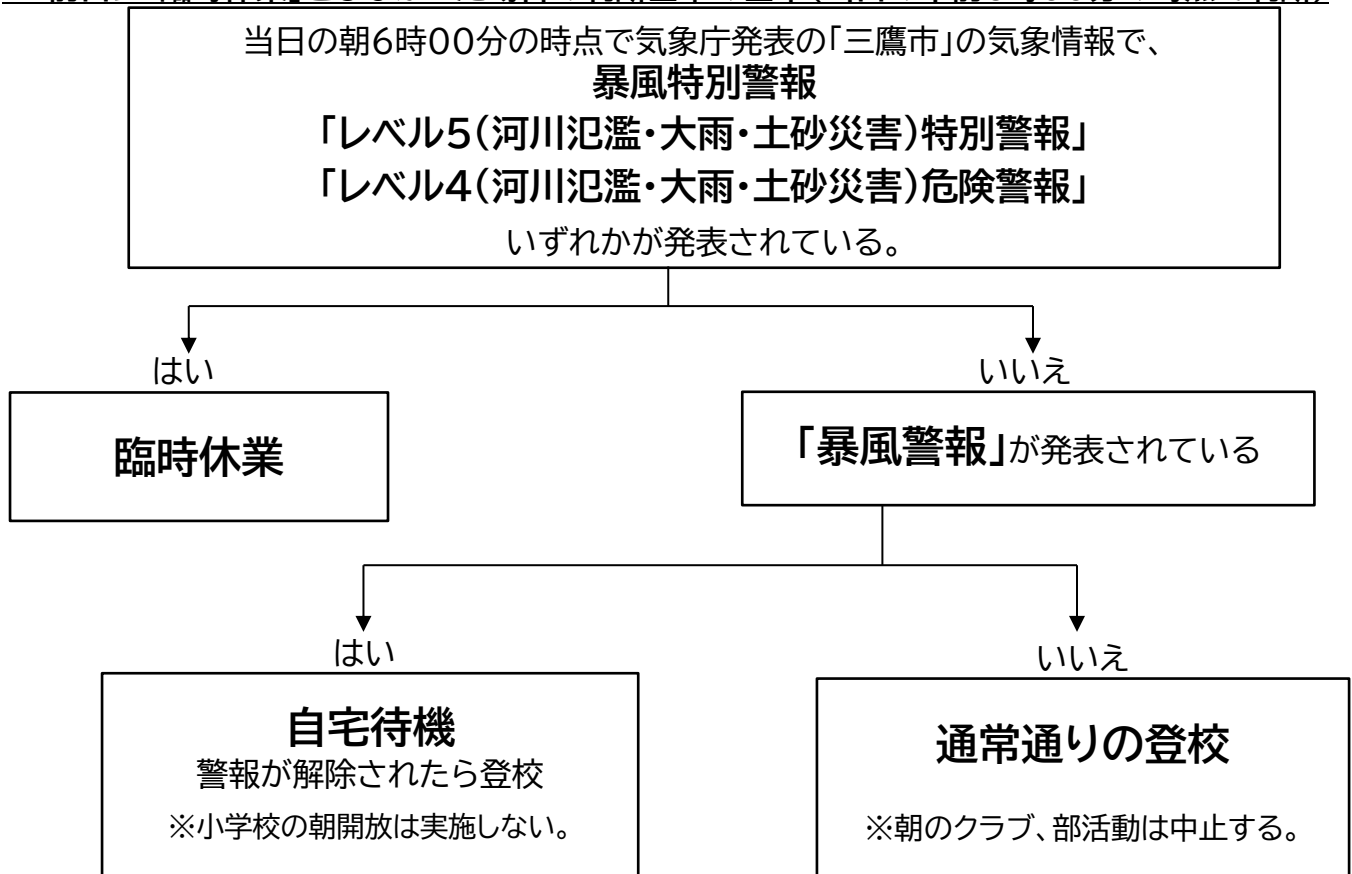 当日の朝6時00分の時点で気象庁発表の「三鷹市」の気象情報で、
暴風特別警報
「レベル5(河川氾濫・大雨・土砂災害)特別警報」
「レベル4(河川氾濫・大雨・土砂災害)危険警報」
いずれかが発表されている。
はい
いいえ
臨時休業
「暴風警報」が発表されている
はい
いいえ
自宅待機
警報が解除されたら登校
※小学校の朝開放は実施しない。
通常通りの登校
※朝のクラブ、部活動は中止する。